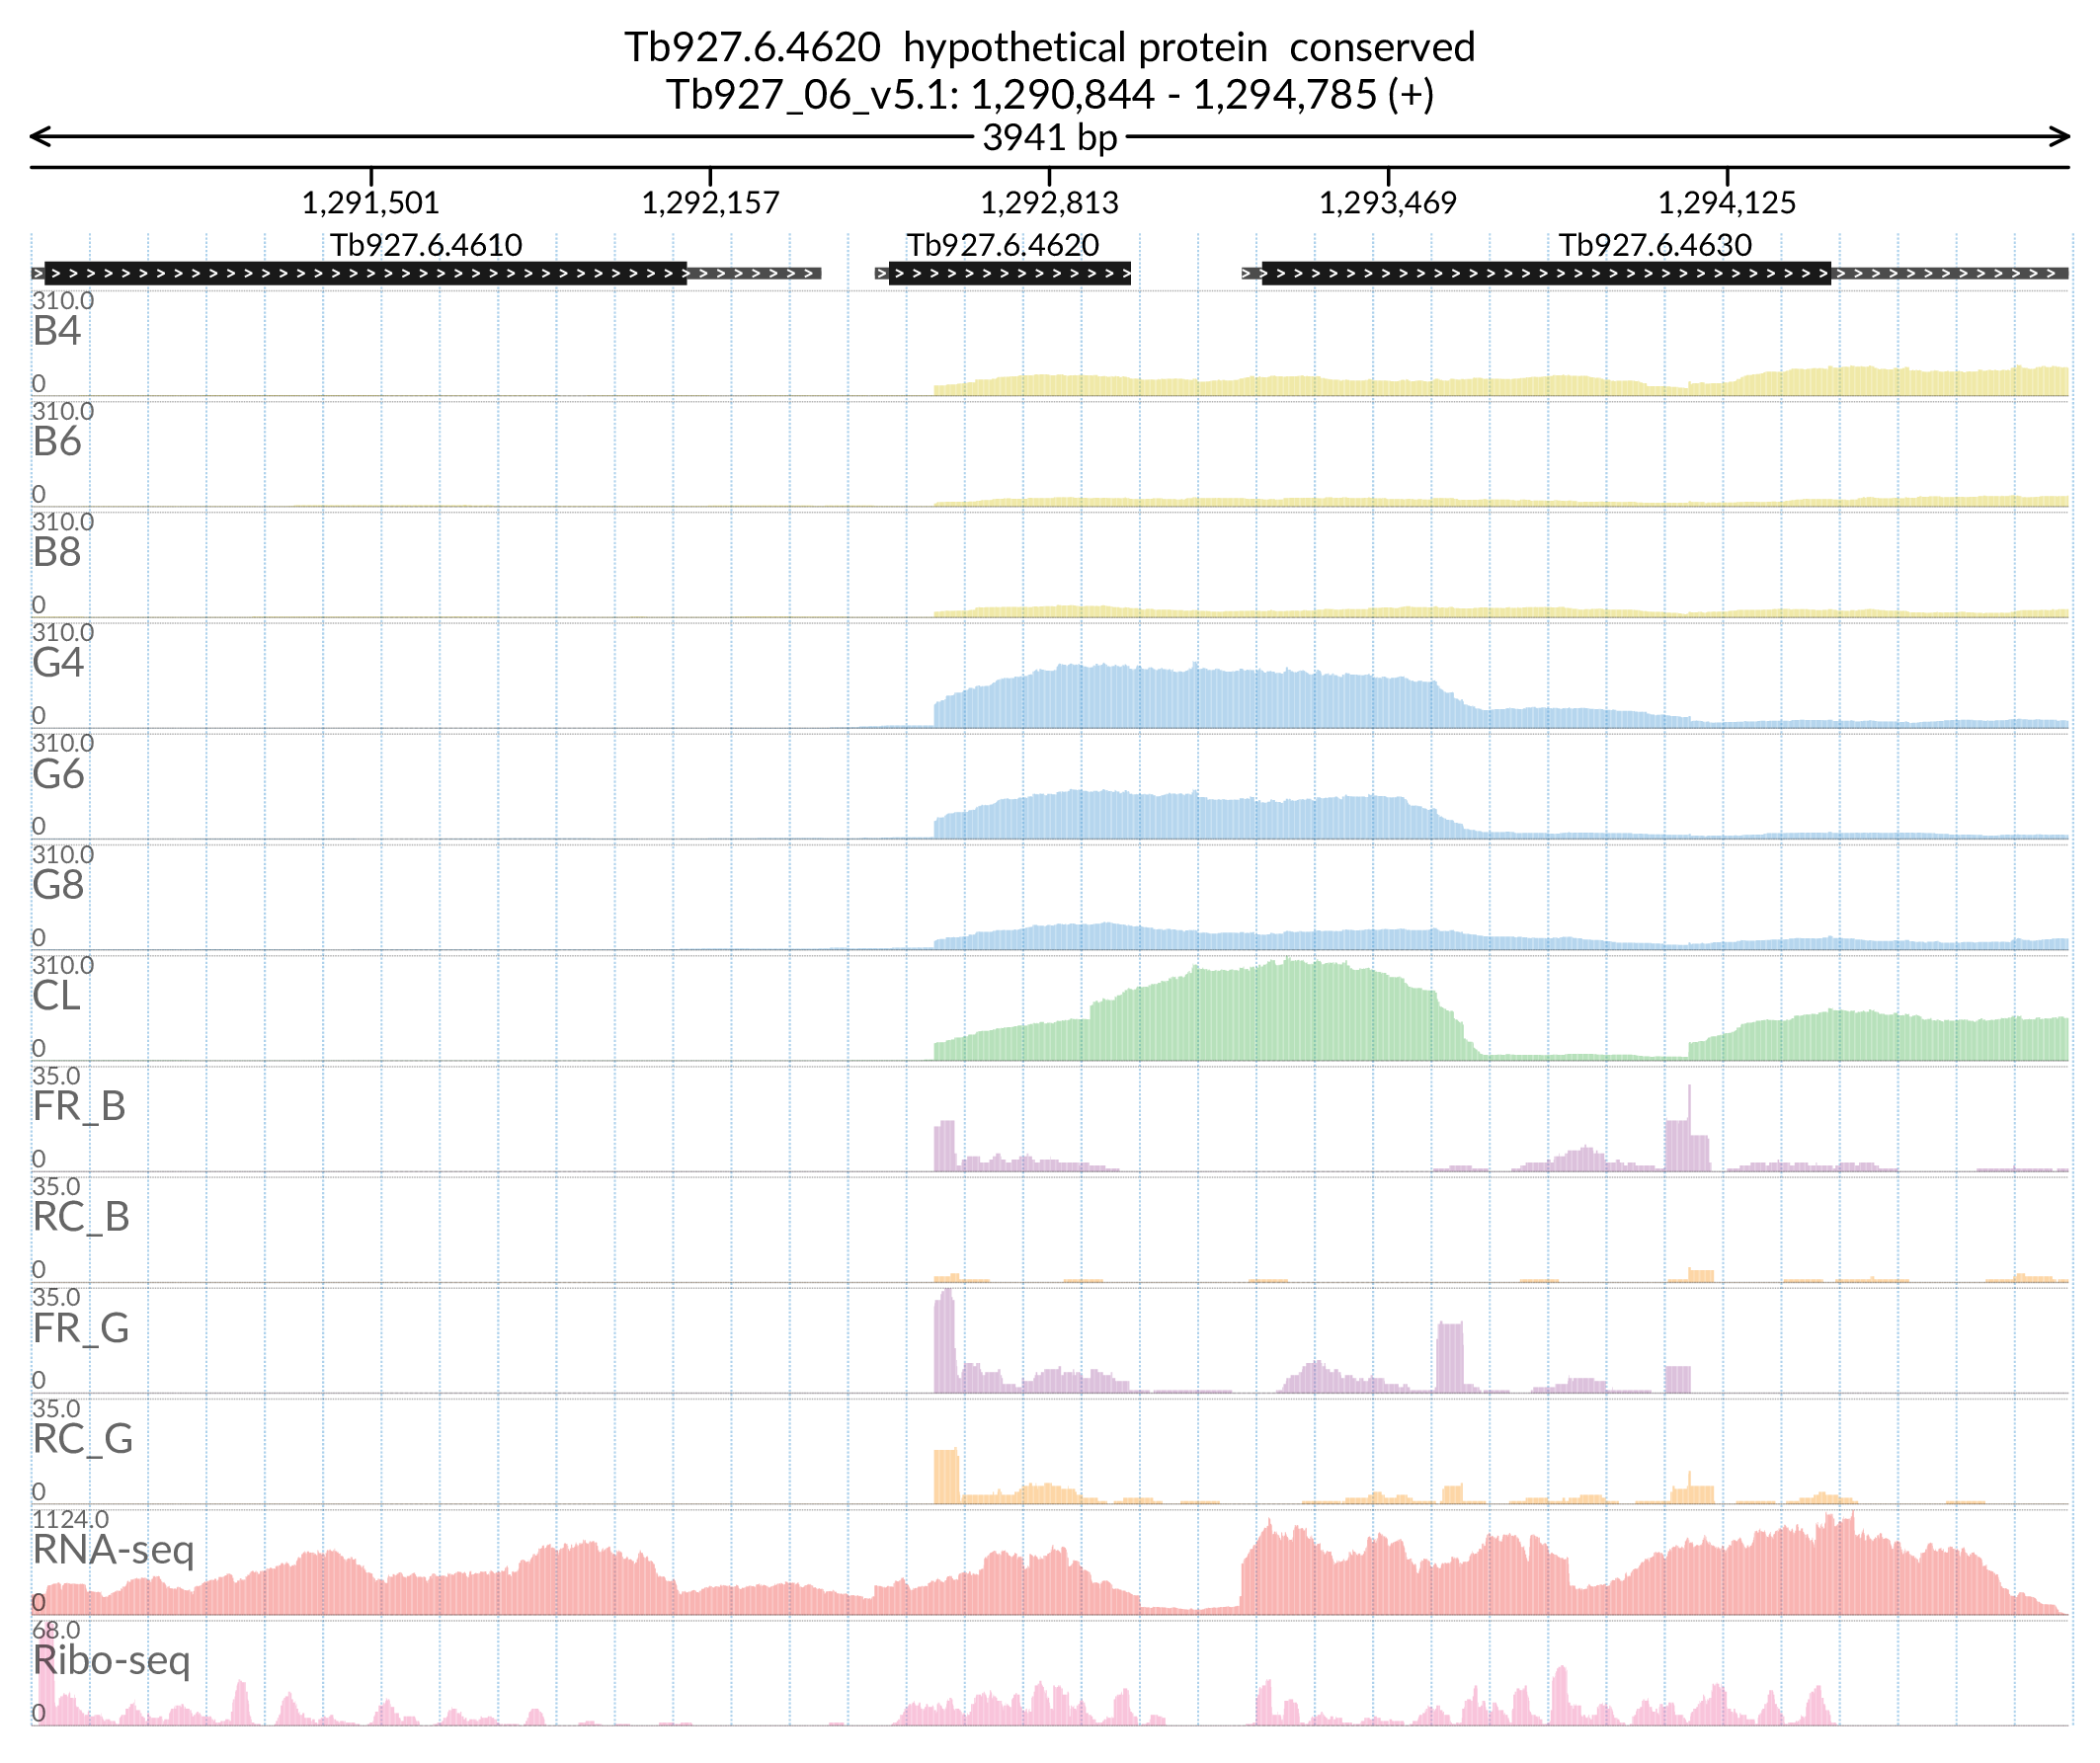 Tb927.6.4620 hypothetical protein conserved
Tb927_06_v5.1: 1,290,844 - 1,294,785 (+)
3941 bp
1,291,501 1,292,157 1,292,813 1,293,469 1,294,125
Tb927.6.4610 Tb927.6.4620 Tb927.6.4630
310.0
B4
0
310.0
B6
0
310.0
B8
0
310.0
G4
0
310.0
G6
0
310.0
G8
0
310.0
CL
0
35.0
FR_B
0
35.0
RC_B
0
35.0
FR_G
0
35.0
RC_G
0
1124.0
RNA-seq
0
68.0
Ribo-seq
0